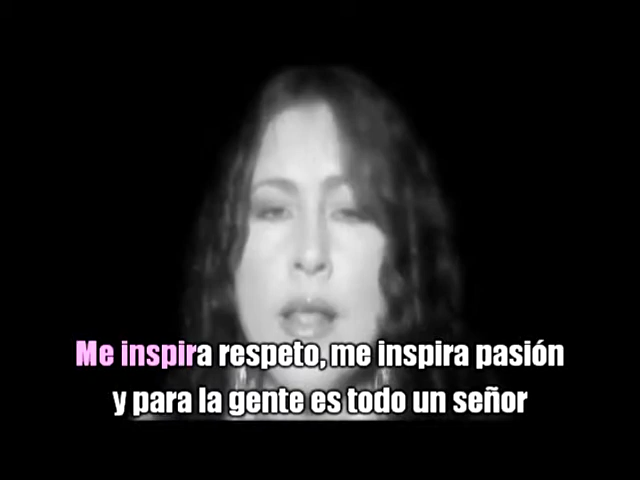 Me inspira respeto, me inspira pasión
y para la gente es todo un señor